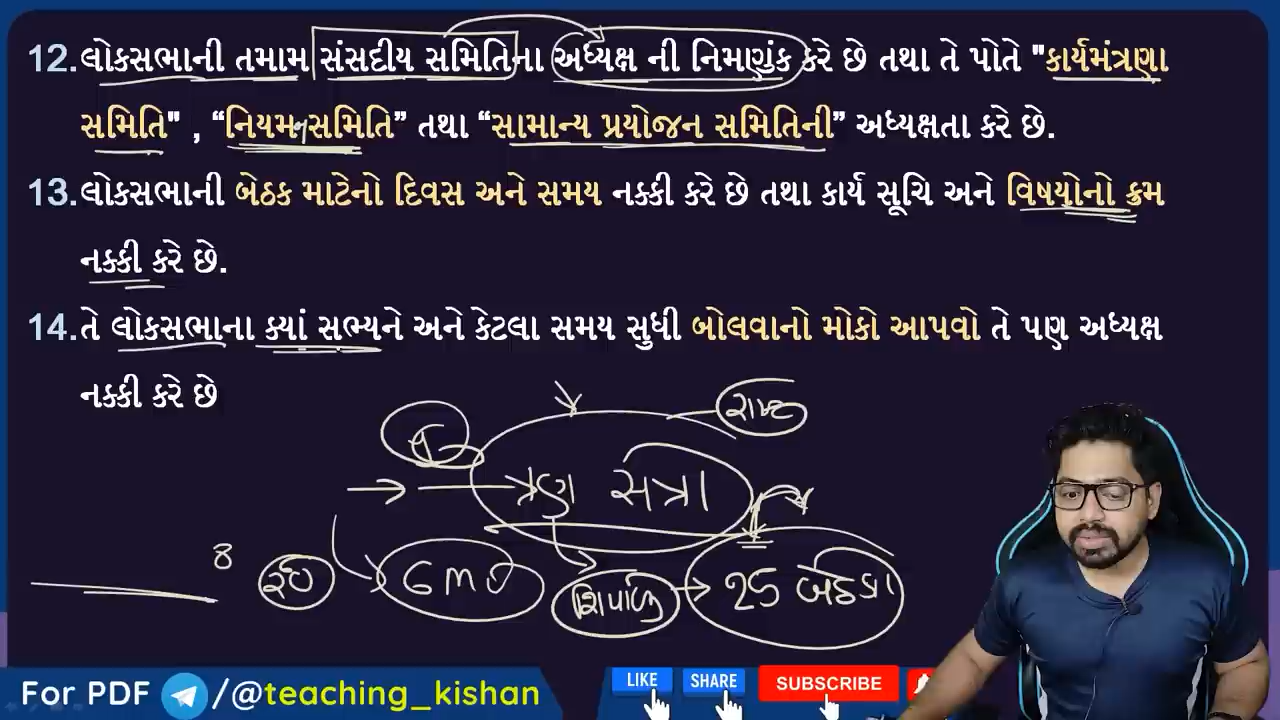 12. લોકસભાની તમામ સંસદીય સમિતિના અધ્યક્ષ ની નિમણુંક કરે છે તથા તે પોતે "કાર્યમંત્રણા
સમિતિ" , “નિયમન સમિતિ” તથા “સામાન્ય પ્રયોજન સમિતિની” અધ્યક્ષતા કરે છે.
13. લોકસભાની બેઠક માટેનો દિવસ અને સમય નક્કી કરે છે તથા કાર્ય સૂચિ અને વિષયોનો ક્રમ
નક્કી કરે છે.
14. તે લોકસભાના ક્યાં સભ્યને અને કેટલા સમય સુધી બોલવાનો મોકો આપવો તે પણ અધ્યક્ષ
નક્કી કરે છે
ત્રણ સત્રો
25 બેઠકો
For PDF /@teaching_kishan
LIKE SHARE SUBSCRIBE